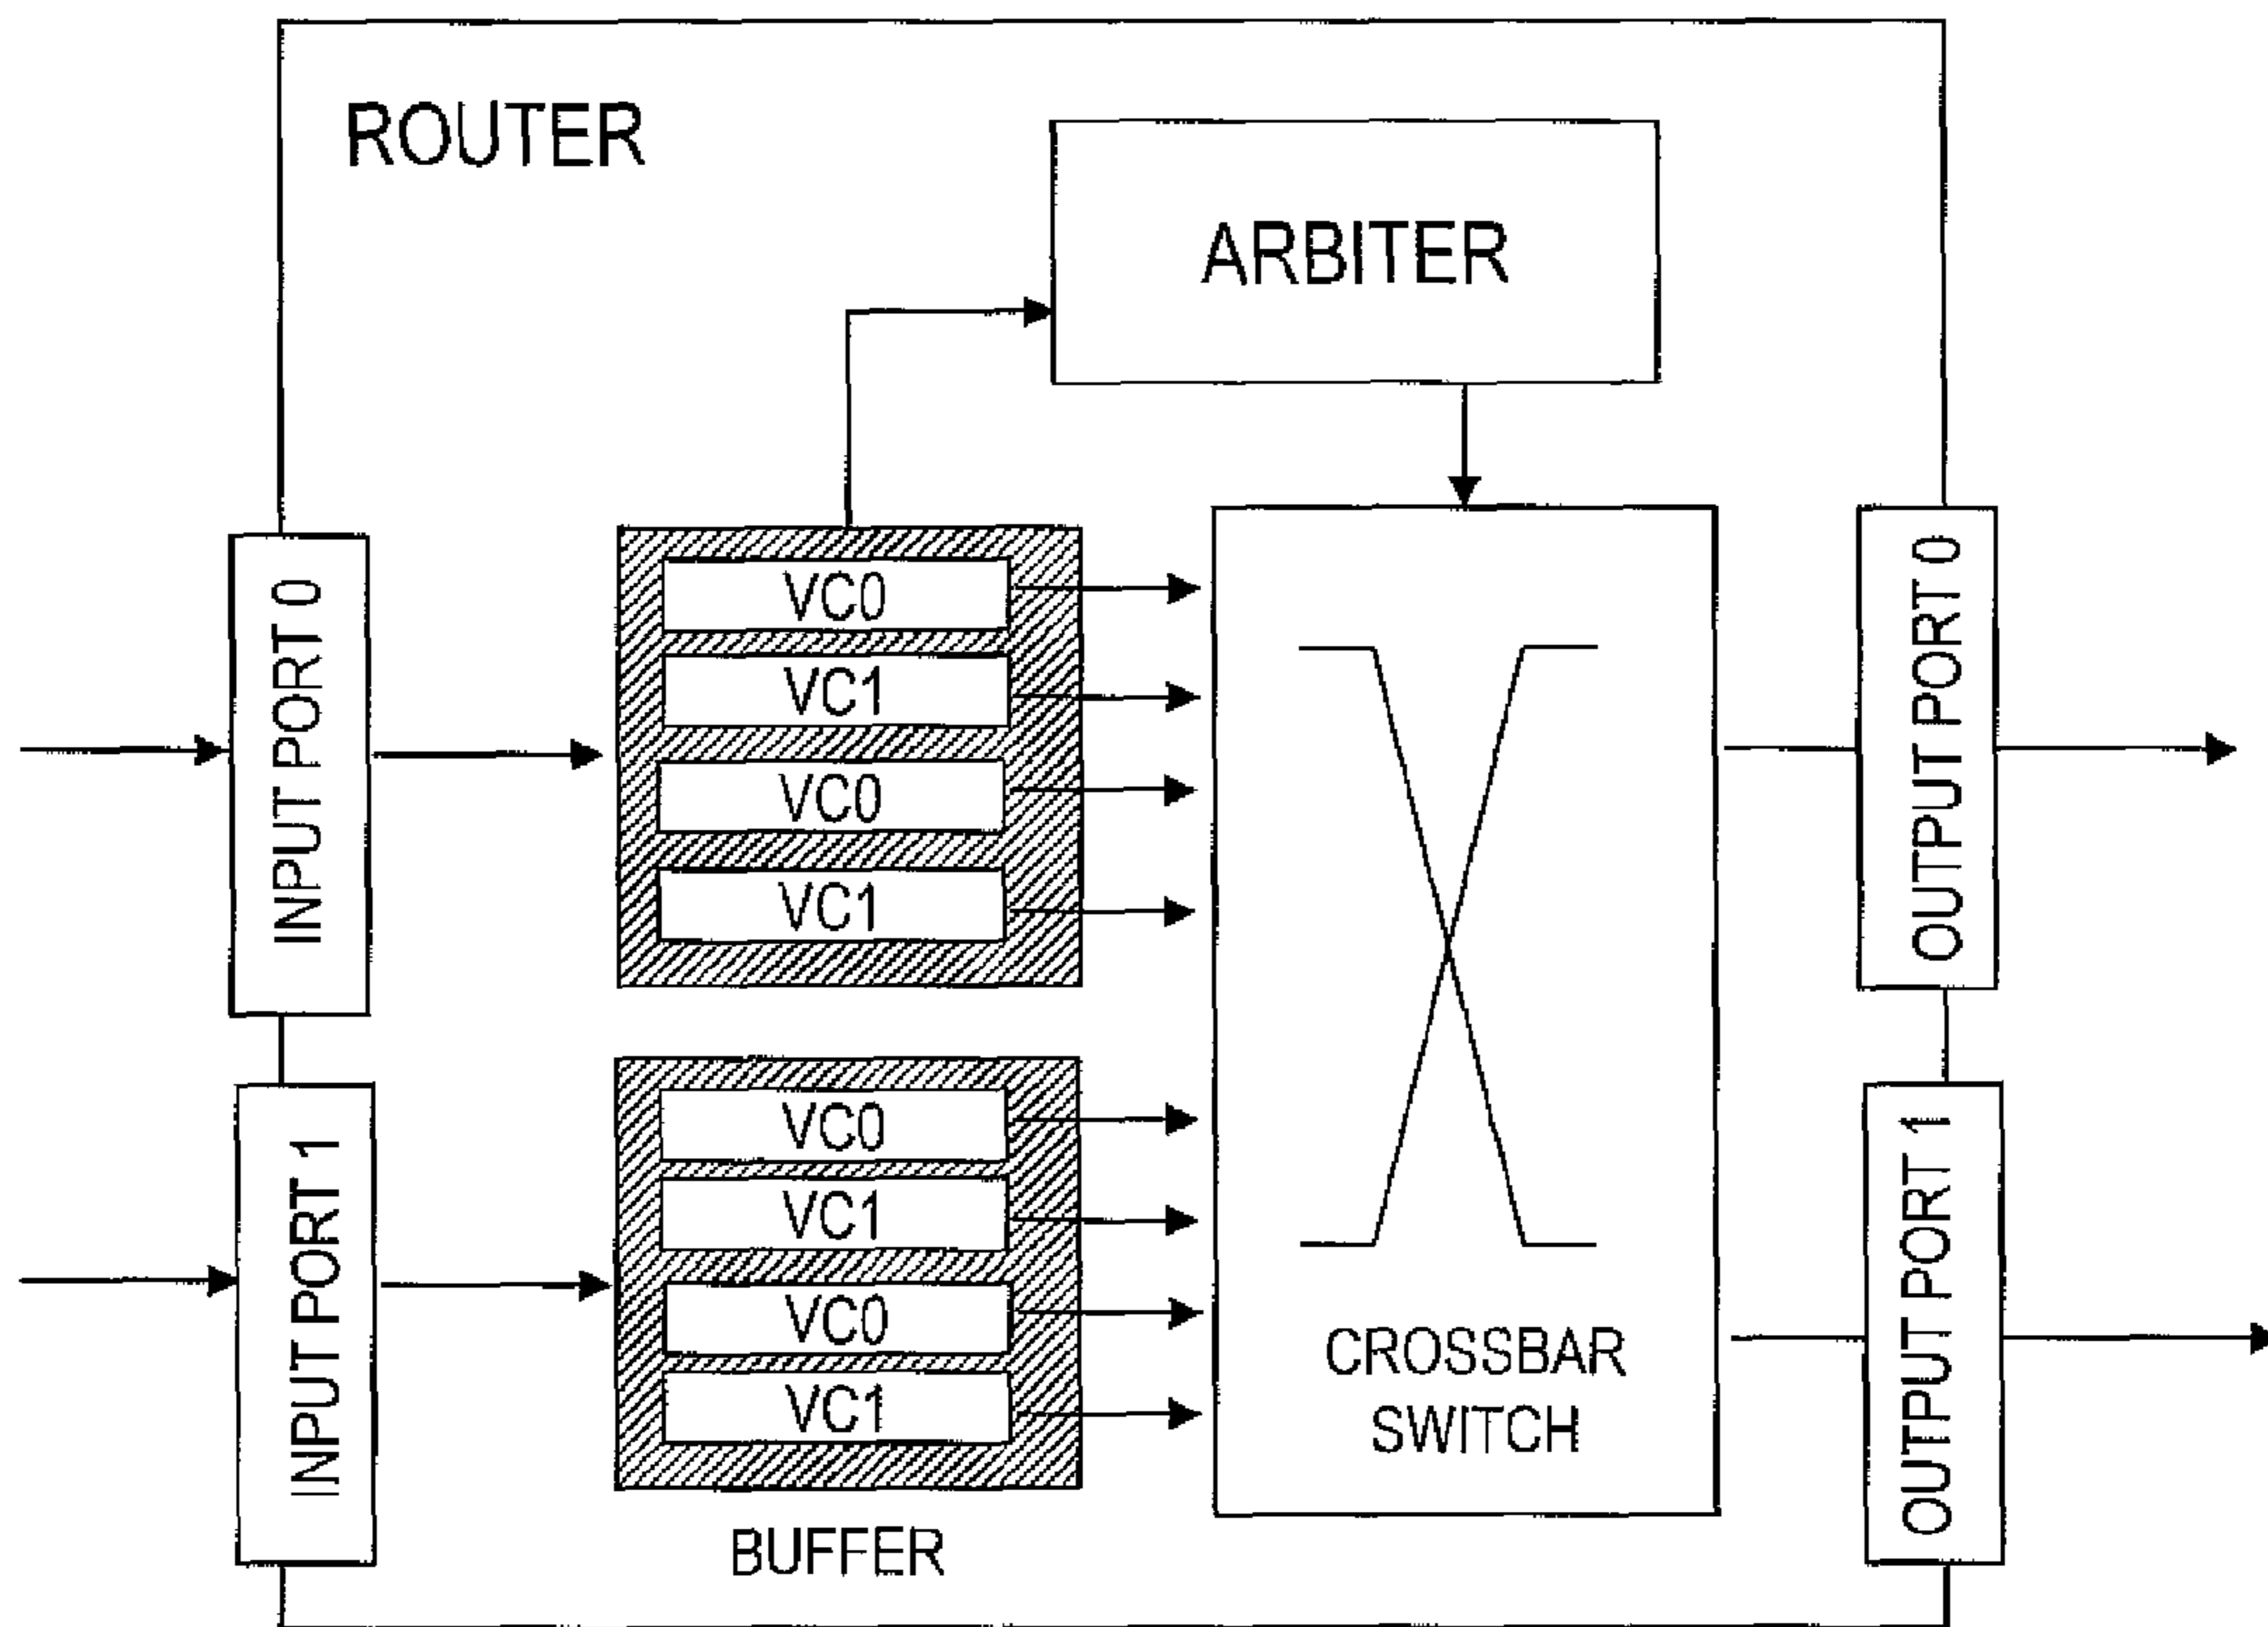 ROUTER
ARBITER
INPUT PORT 0
VC0
VC1
VC0
VC1
OUTPUT PORT 0
INPUT PORT 1
VC0
VC1
VC0
VC1
CROSSBAR
SWITCH
OUTPUT PORT 1
BUFFER